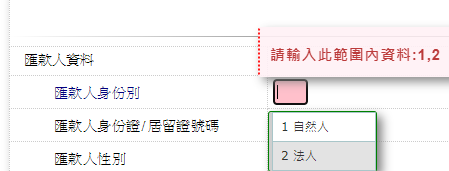 請輸入此範圍內資料:1,2
匯款人資料
匯款人身份別
匯款人身份證/居留證號碼
1 自然人
2 法人
匯款人性別